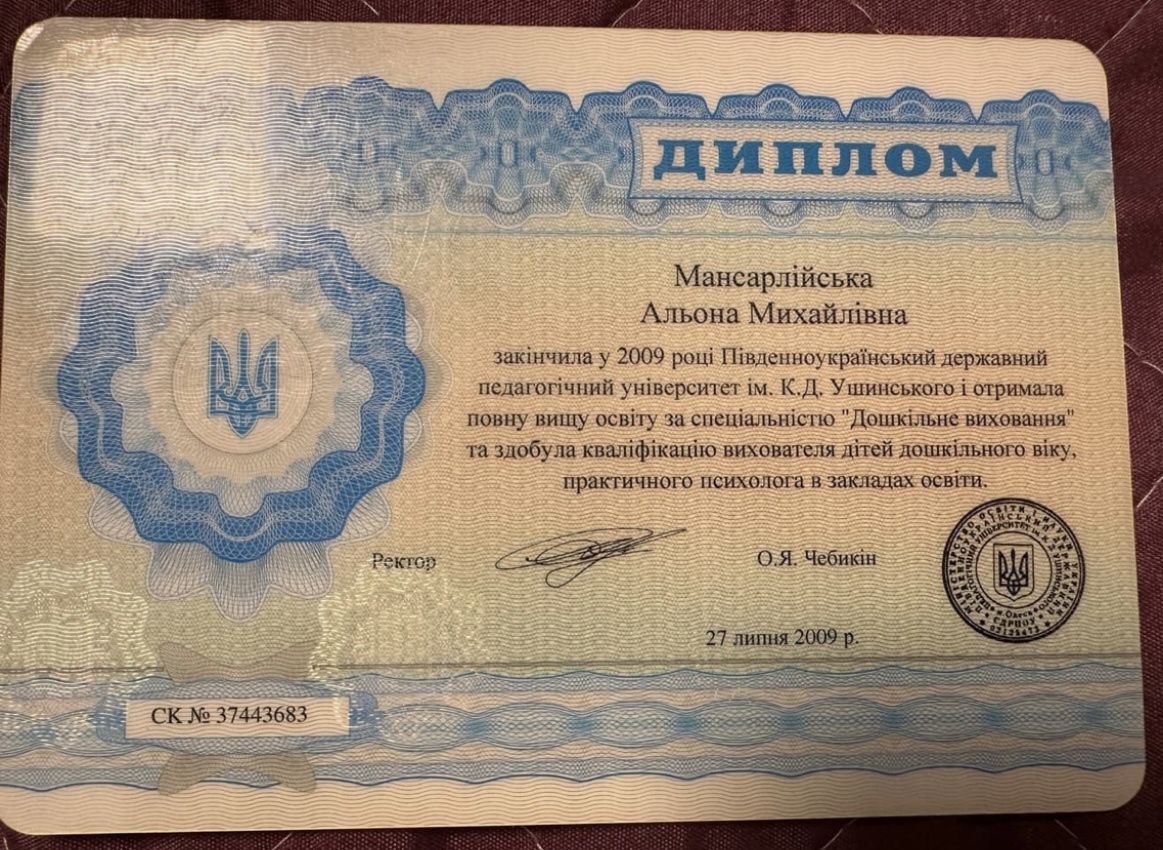 ДИПЛОМ
Мансарлійська
Альона Михайлівна
закінчила у 2009 році Південноукраїнський державний
педагогічний університет ім. К.Д. Ушинського і отримала
повну вищу освіту за спеціальністю "Дошкільне виховання"
та здобула кваліфікацію вихователя дітей дошкільного віку,
практичного психолога в закладах освіти.
Ректор О.Я. Чебикін
27 липня 2009 р.
СК № 37443683